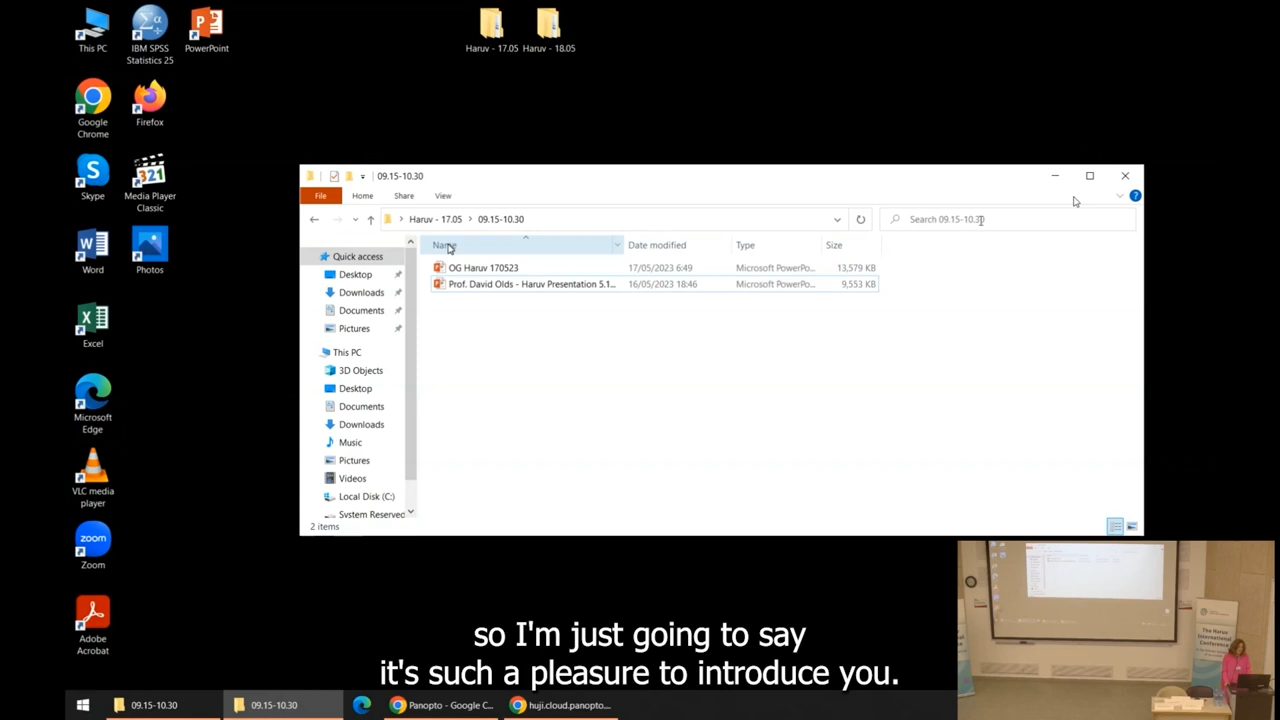 This PC
IBM SPSS
Statistics 25
PowerPoint
Haruv - 17.05
Haruv - 18.05
Google
Chrome
Firefox
Skype
Media Player
Classic
Word
Photos
Excel
Microsoft
Edge
VLC media
player
zoom
Zoom
Adobe
Acrobat
09.15-10.30
File
Home
Share
View
Haruv - 17.05 > 09.15-10.30
Search 09.15-10.30
Name
Date modified
Type
Size
OG Haruv 170523
17/05/2023 6:49
Microsoft PowerPo...
13,579 KB
Prof. David Olds - Haruv Presentation 5.1...
16/05/2023 18:46
Microsoft PowerPo...
9,553 KB
Quick access
Desktop
Downloads
Documents
Pictures
This PC
3D Objects
Desktop
Documents
Downloads
Music
Pictures
Videos
Local Disk (C:)
System Reserved
2 items
The Haruv
International
Conference
so I'm just going to say
it's such a pleasure to introduce you.
09.15-10.30
09.15-10.30
Panopto - Google C...
huji.cloud.panopto...